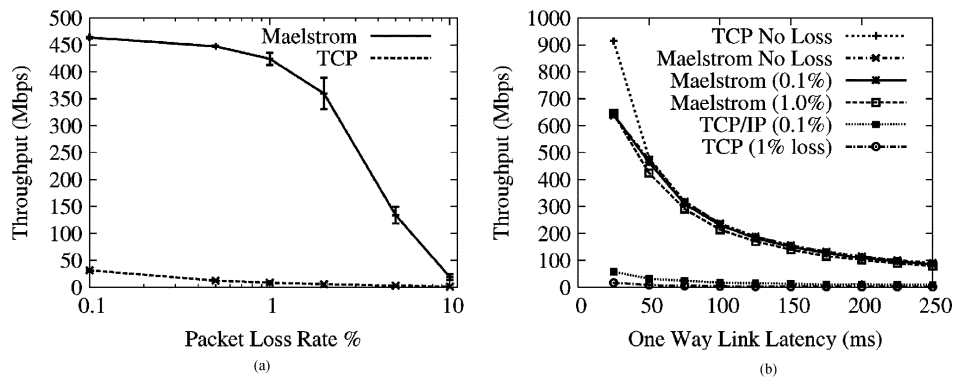 500
450
400
350
300
250
200
150
100
50
0
Throughput (Mbps)
0.1
1
10
Packet Loss Rate %
Maelstrom
TCP
(a)
1000
900
800
700
600
500
400
300
200
100
0
Throughput (Mbps)
0
50
100
150
200
250
One Way Link Latency (ms)
TCP No Loss
Maelstrom No Loss
Maelstrom (0.1%)
Maelstrom (1.0%)
TCP/IP (0.1%)
TCP (1% loss)
(b)